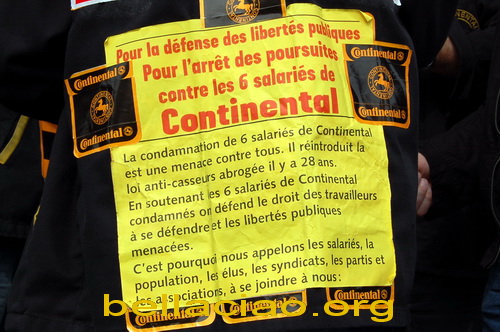 Pour la défense des libertés publiques
Pour l'arrêt des poursuites
contre les 6 salariés de
Continental
Continental
Continental
Continental
Continental
La condamnation de 6 salariés de Continental
est une menace contre tous. Il réintroduit la
loi anti-casseurs abrogée il y a 28 ans.
En soutenant les 6 salariés de Continental
condamnés on défend le droit des travailleurs
à se défendre et les libertés publiques
menacées.
C'est pourquoi nous appelons les salariés, la
population, les élus, les syndicats, les partis et
associations, à se joindre à nous:
bellaciao.org
Continental
Continental
Continental